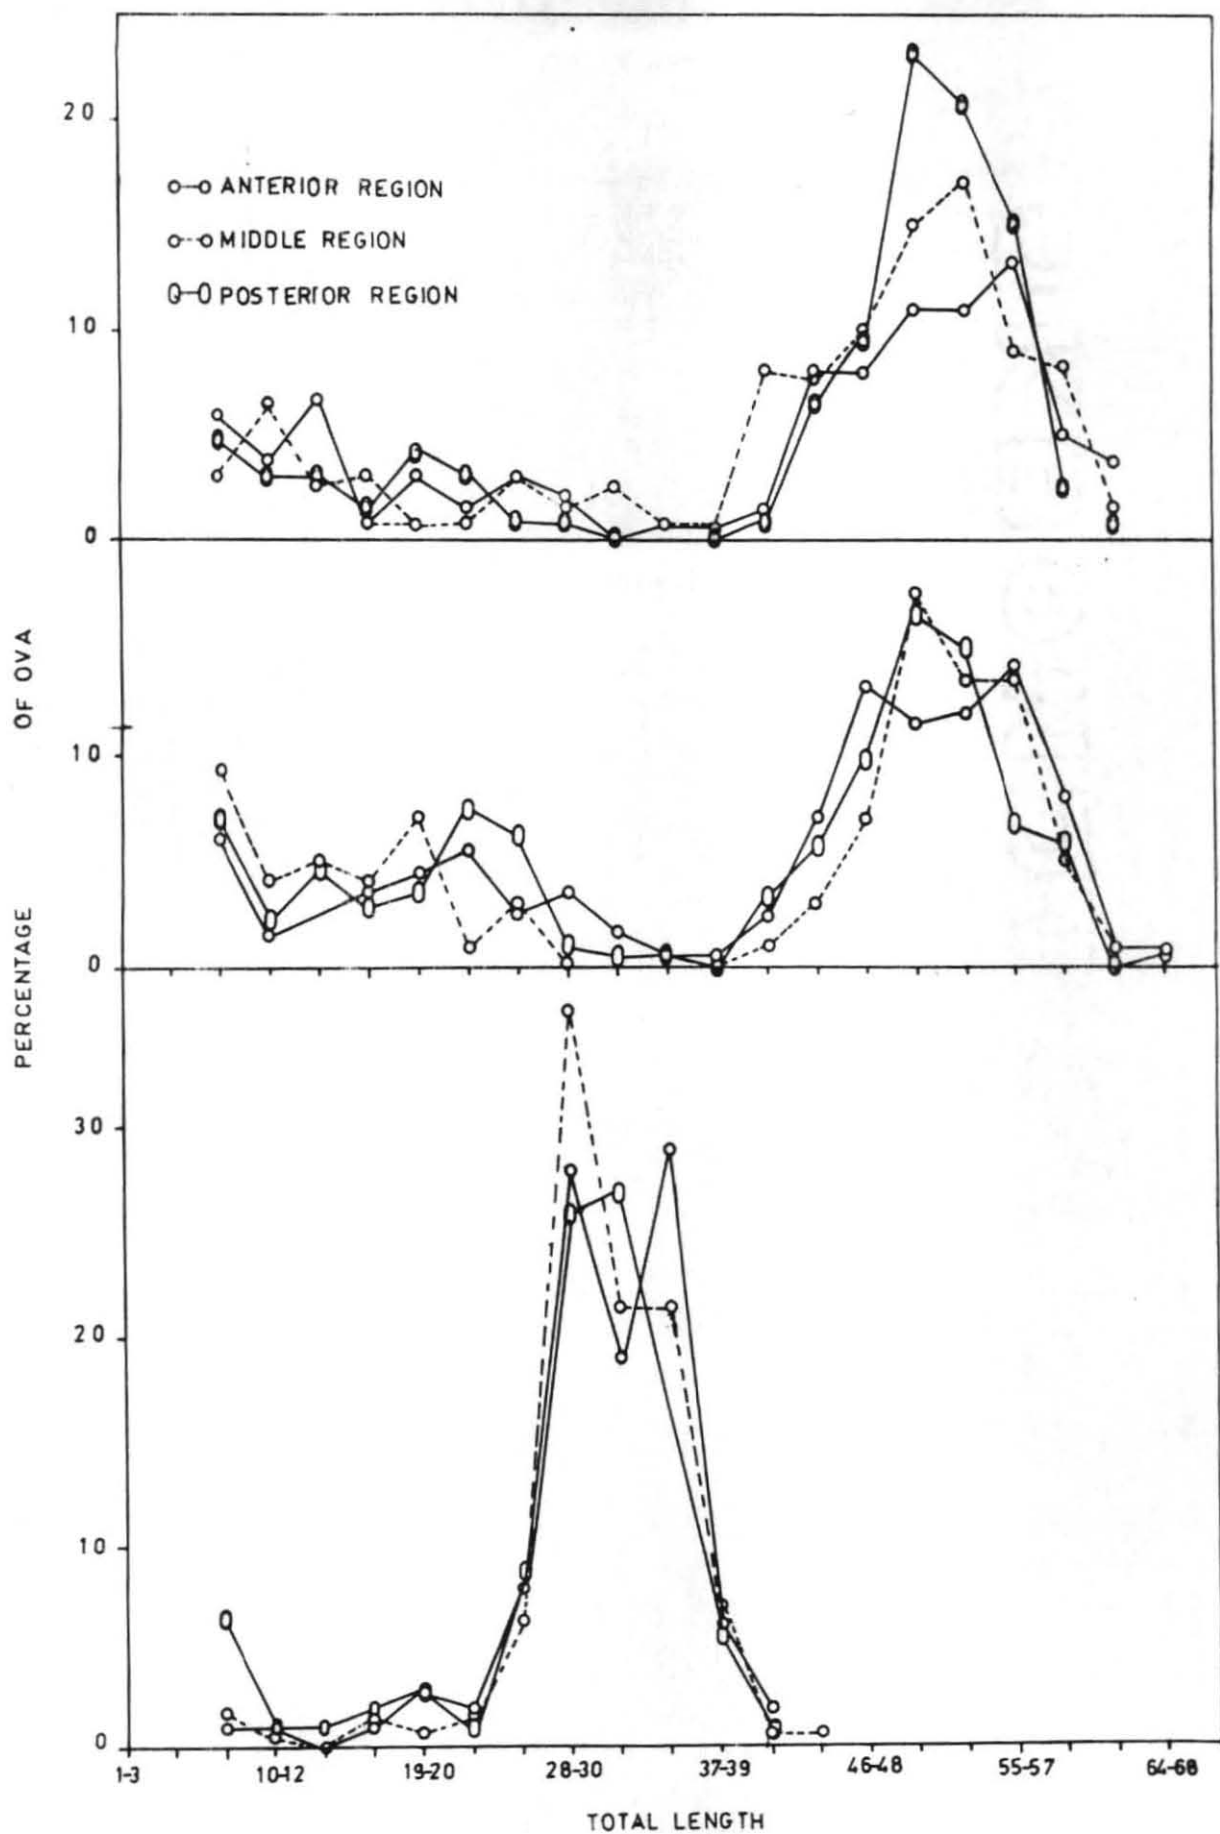 20
ANTERIOR REGION
MIDDLE REGION
POSTERIOR REGION
10
0
PERCENTAGE OF OVA
10
0
30
20
10
0
1-3 10-12 19-20 28-30 37-39 46-48 55-57 64-66
TOTAL LENGTH